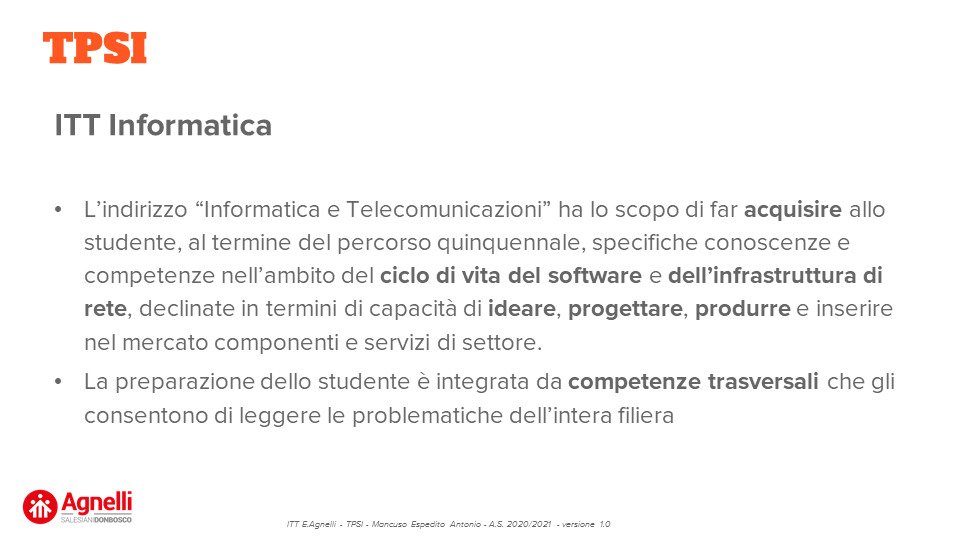 TPSI
ITT Informatica
• L’indirizzo “Informatica e Telecomunicazioni” ha lo scopo di far acquisire allo
studente, al termine del percorso quinquennale, specifiche conoscenze e
competenze nell’ambito del ciclo di vita del software e dell’infrastruttura di
rete, declinate in termini di capacità di ideare, progettare, produrre e inserire
nel mercato componenti e servizi di settore.
• La preparazione dello studente è integrata da competenze trasversali che gli
consentono di leggere le problematiche dell’intera filiera
Agnelli
SALESIANIDONBOSCO
ITT E.Agnelli - TPSI - Mancuso Espedito Antonio - A.S. 2020/2021 - versione 1.0